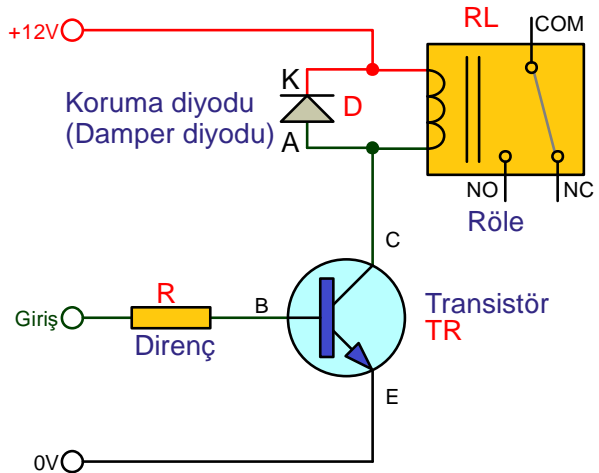 +12V
RL
COM
K
D
Koruma diyodu
(Damper diyodu)
A
NO
NC
Röle
C
R
B
Giriş
Transistör
TR
Direnç
E
0V